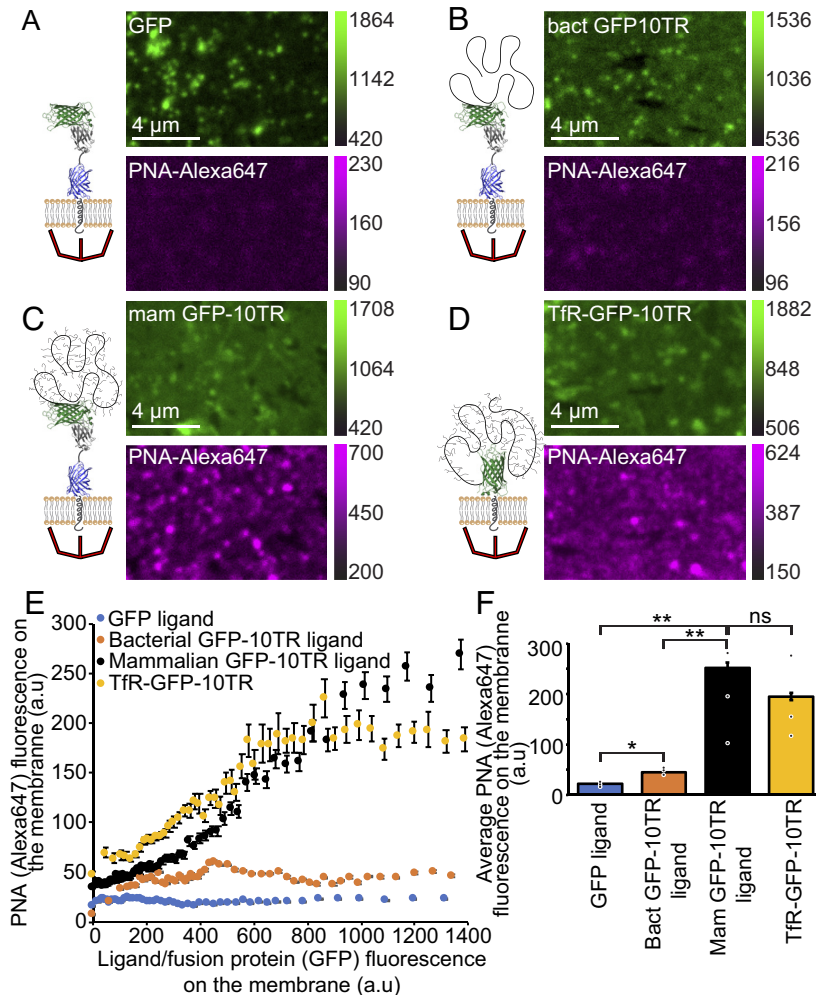 A
GFP
4 µm
1864
1142
420
PNA-Alexa647
230
160
90
B
bact GFP10TR
4 µm
1536
1036
536
PNA-Alexa647
216
156
96
C
mam GFP-10TR
4 µm
1708
1064
420
PNA-Alexa647
700
450
200
D
TfR-GFP-10TR
4 µm
1882
848
506
PNA-Alexa647
624
387
150
E
PNA (Alexa647) fluorescence on
the membranne (a.u)
300
250
200
150
100
50
0
GFP ligand
Bacterial GFP-10TR ligand
Mammalian GFP-10TR ligand
TfR-GFP-10TR
0 200 400 600 800 1000 1200 1400
Ligand/fusion protein (GFP) fluorescence
on the membrane (a.u)
F
Average PNA (Alexa647)
fluorescence on the membranne
(a.u)
300
200
100
0
** ns
**
*
GFP ligand
Bact GFP-10TR
ligand
Mam GFP-10TR
ligand
TfR-GFP-10TR